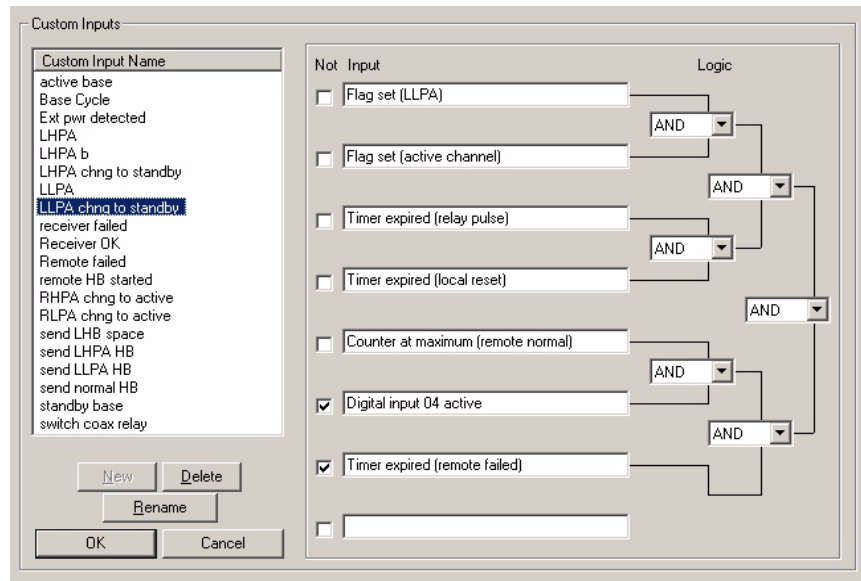 Custom Inputs
Custom Input Name
active base
Base Cycle
Ext pwr detected
LHPA
LHPA b
LHPA chng to standby
LLPA
LLPA chng to standby
receiver failed
Receiver OK
Remote failed
remote HB started
RHPA chng to active
RLPA chng to active
send LHB space
send LHPA HB
send LLPA HB
send normal HB
standby base
switch coax relay
New
Delete
Rename
OK
Cancel
Not Input Logic
Flag set (LLPA)
AND
Flag set (active channel)
AND
Timer expired (relay pulse)
AND
Timer expired (local reset)
AND
Counter at maximum (remote normal)
AND
Digital input 04 active
AND
Timer expired (remote failed)